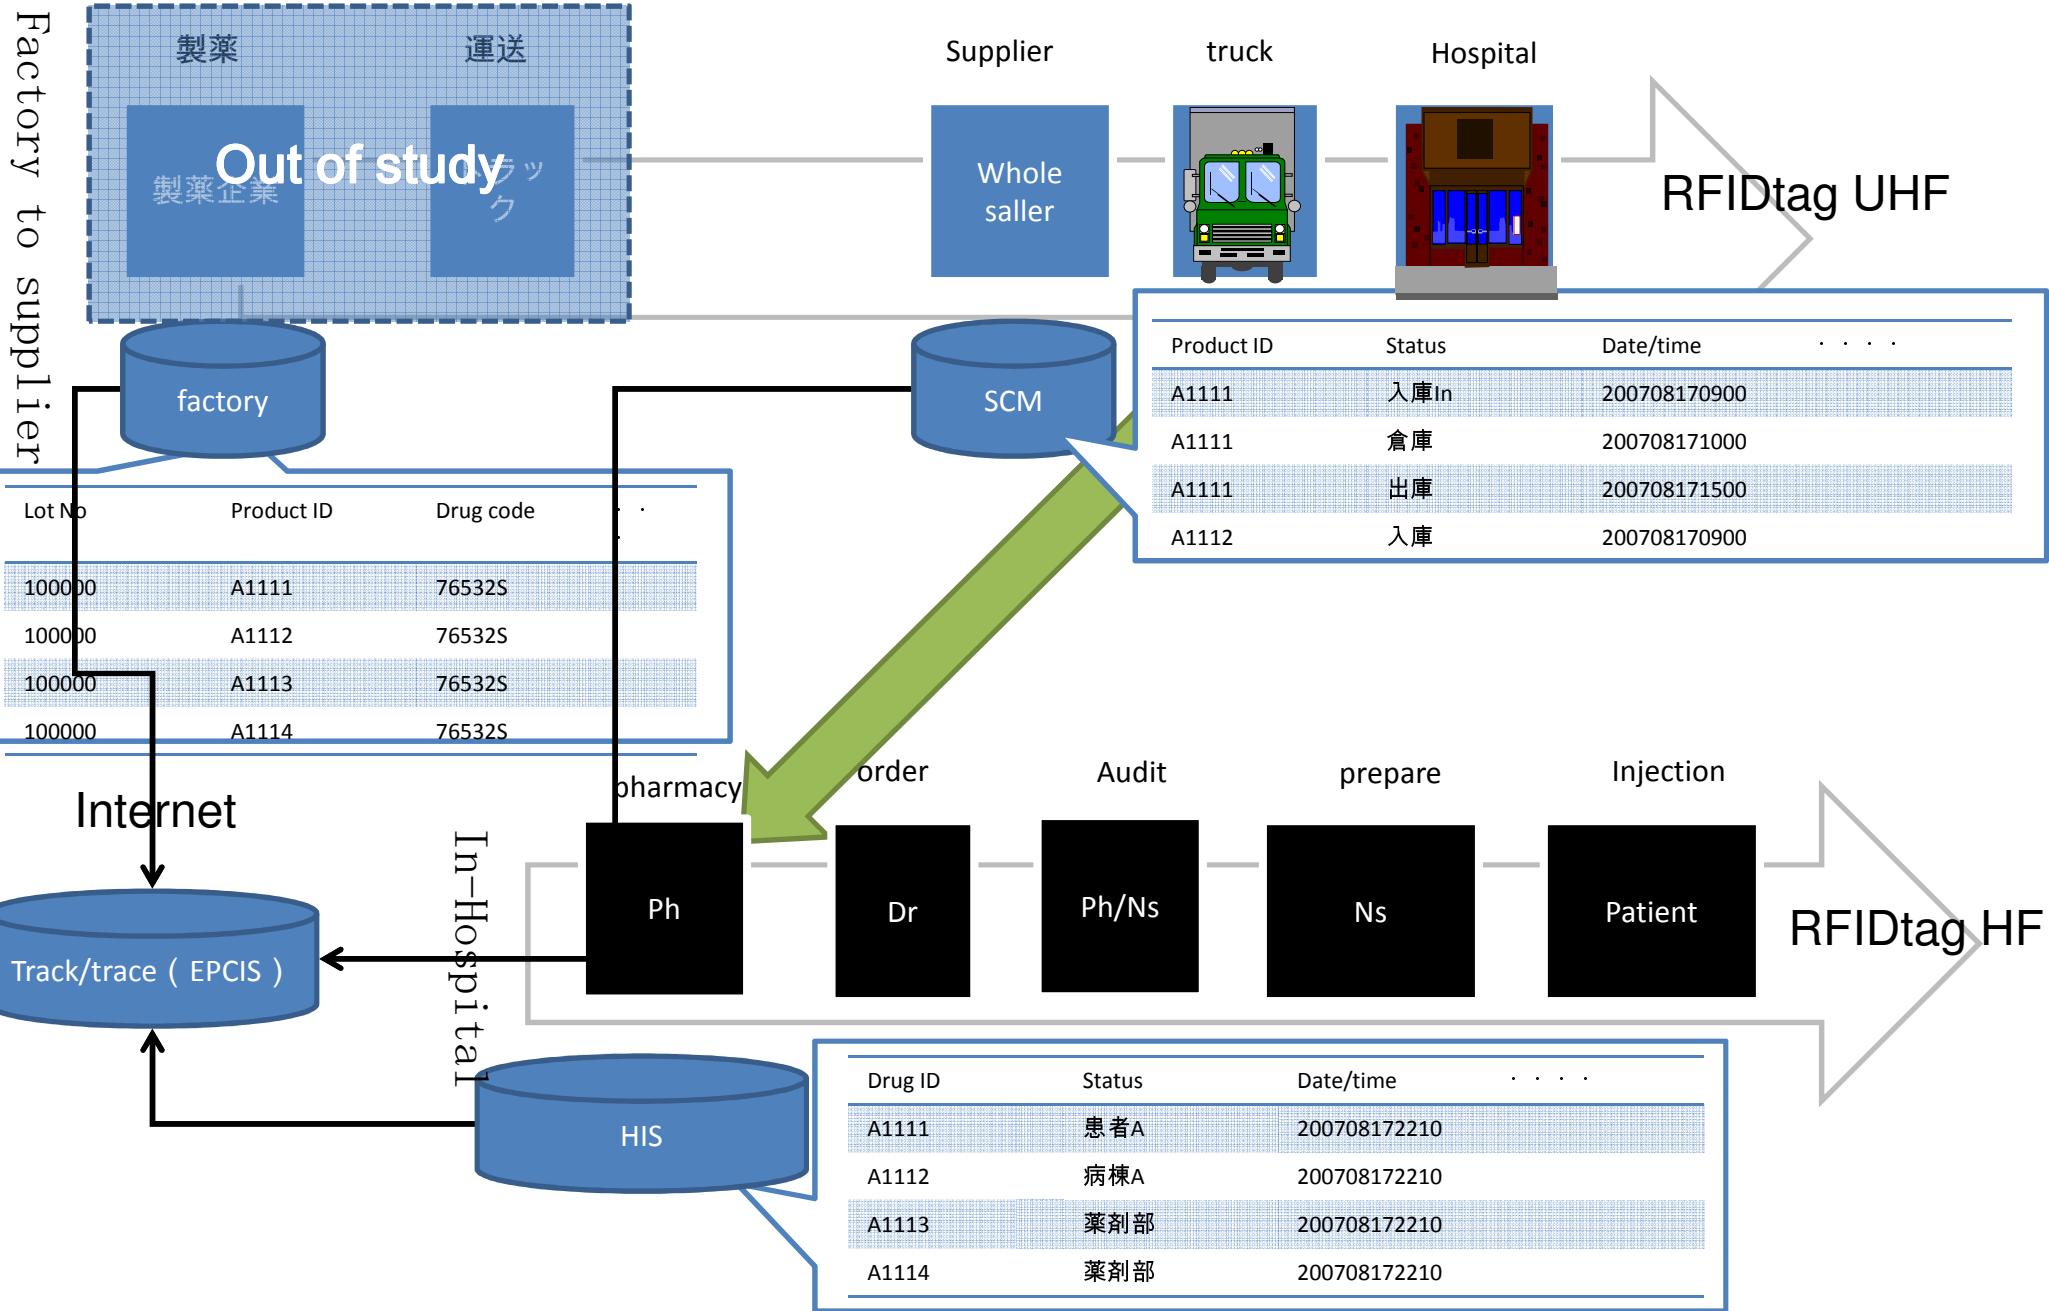 Factory to supplier
製薬
運送
Supplier
truck
Hospital
製薬企業
Out of study
ラッ
ク
Whole
saller
RFIDtag UHF
factory
SCM
Product ID Status Date/time ・・・・
A1111 入庫In 200708170900
A1111 倉庫 200708171000
A1111 出庫 200708171500
A1112 入庫 200708170900
Lot No Product ID Drug code ・・
・
100000 A1111 76532S
100000 A1112 76532S
100000 A1113 76532S
100000 A1114 76532S
Internet
In-Hospital
pharmacy
order
Audit
prepare
Injection
Ph
Dr
Ph/Ns
Ns
Patient
RFIDtag HF
Track/trace（EPCIS）
HIS
Drug ID Status Date/time ・・・・
A1111 患者A 200708172210
A1112 病棟A 200708172210
A1113 薬剤部 200708172210
A1114 薬剤部 200708172210